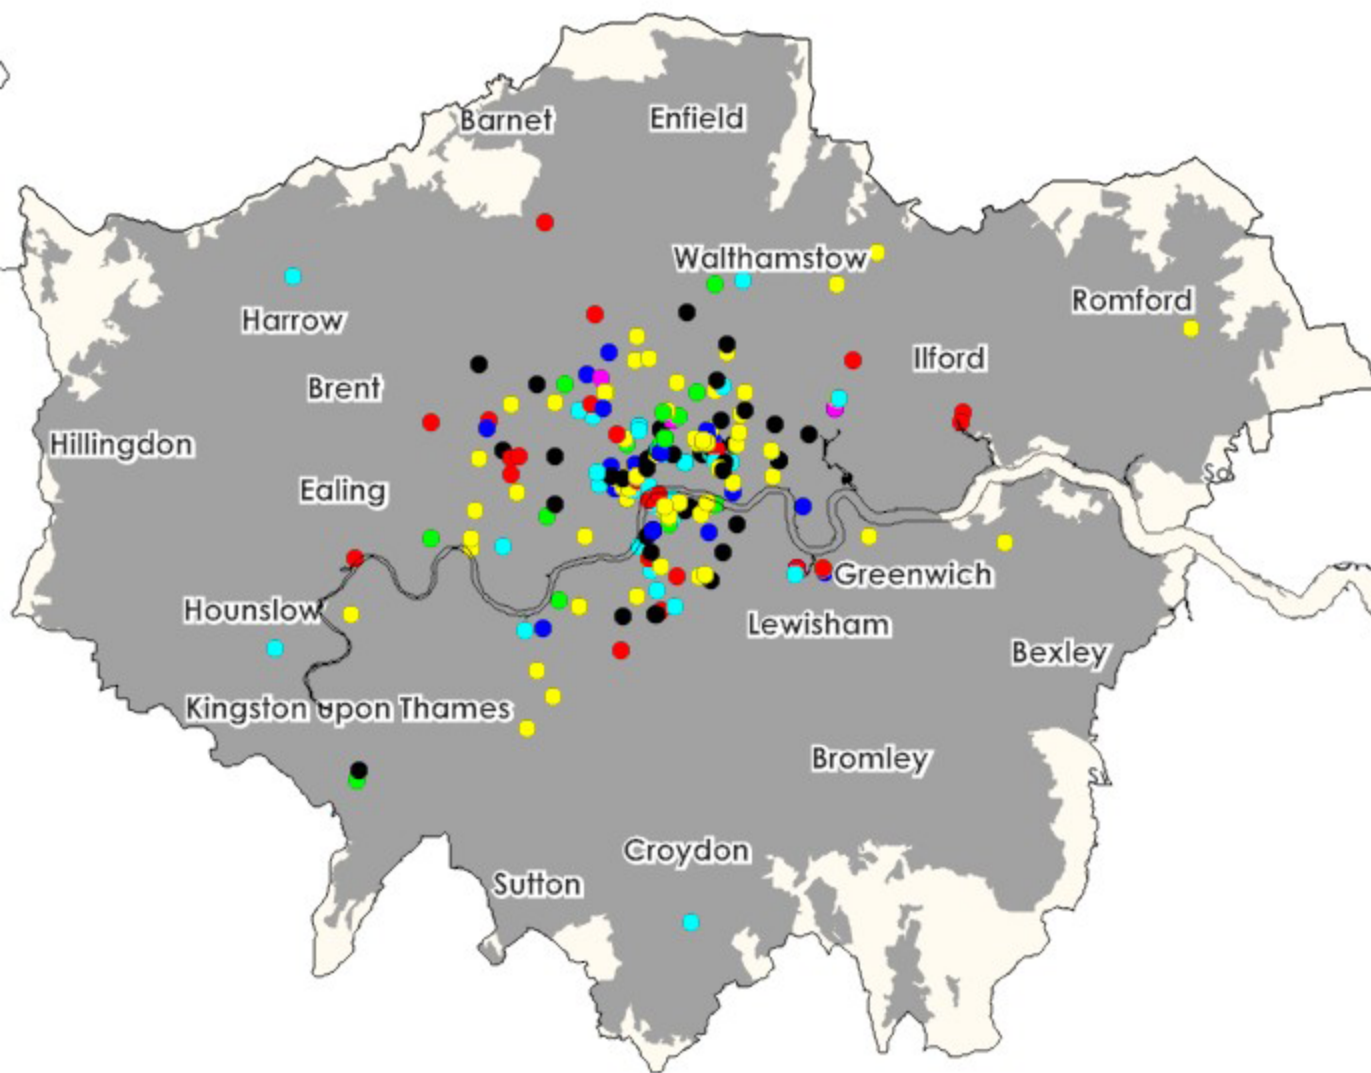 Barnet
Enfield
Walthamstow
Romford
Harrow
Ilford
Brent
Hillingdon
Ealing
Greenwich
Hounslow
Lewisham
Bexley
Kingston upon Thames
Bromley
Croydon
Sutton